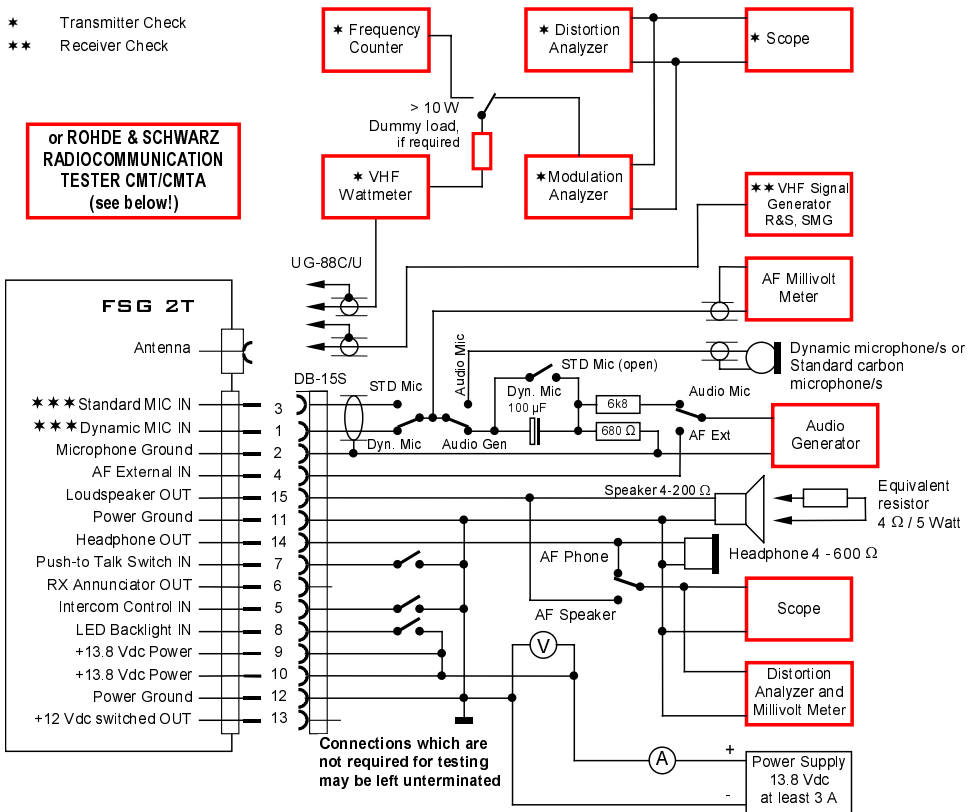 ★ Transmitter Check
★★ Receiver Check
★ Frequency
Counter
★ Distortion
Analyzer
★ Scope
> 10 W
Dummy load,
if required
or ROHDE & SCHWARZ
RADIOCOMMUNICATION
TESTER CMT/CMTA
(see below!)
★ VHF
Wattmeter
★ Modulation
Analyzer
★★ VHF Signal
Generator
R&S, SMG
UG-88C/U
AF Millivolt
Meter
FSG 2T
Antenna
DB-15S
STD Mic
Audio Mic
STD Mic (open)
Dynamic microphone/s or
Standard carbon
microphone/s
Dyn. Mic
100 µF
Audio Mic
★★★ Standard MIC IN 3
6k8
★★★ Dynamic MIC IN 1
Dyn. Mic
Audio Gen
680 Ω
AF Ext
Audio
Generator
Microphone Ground 2
AF External IN 4
Loudspeaker OUT 15
Speaker 4-200 Ω
Equivalent
resistor
4 Ω / 5 Watt
Power Ground 11
Headphone OUT 14
AF Phone
Headphone 4 - 600 Ω
Push-to Talk Switch IN 7
RX Annunciator OUT 6
Intercom Control IN 5
AF Speaker
Scope
LED Backlight IN 8
+13.8 Vdc Power 9
V
+13.8 Vdc Power 10
Power Ground 12
Distortion
Analyzer and
Millivolt Meter
+12 Vdc switched OUT 13
Connections which are
not required for testing
may be left unterminated
A
+
-
Power Supply
13.8 Vdc
at least 3 A